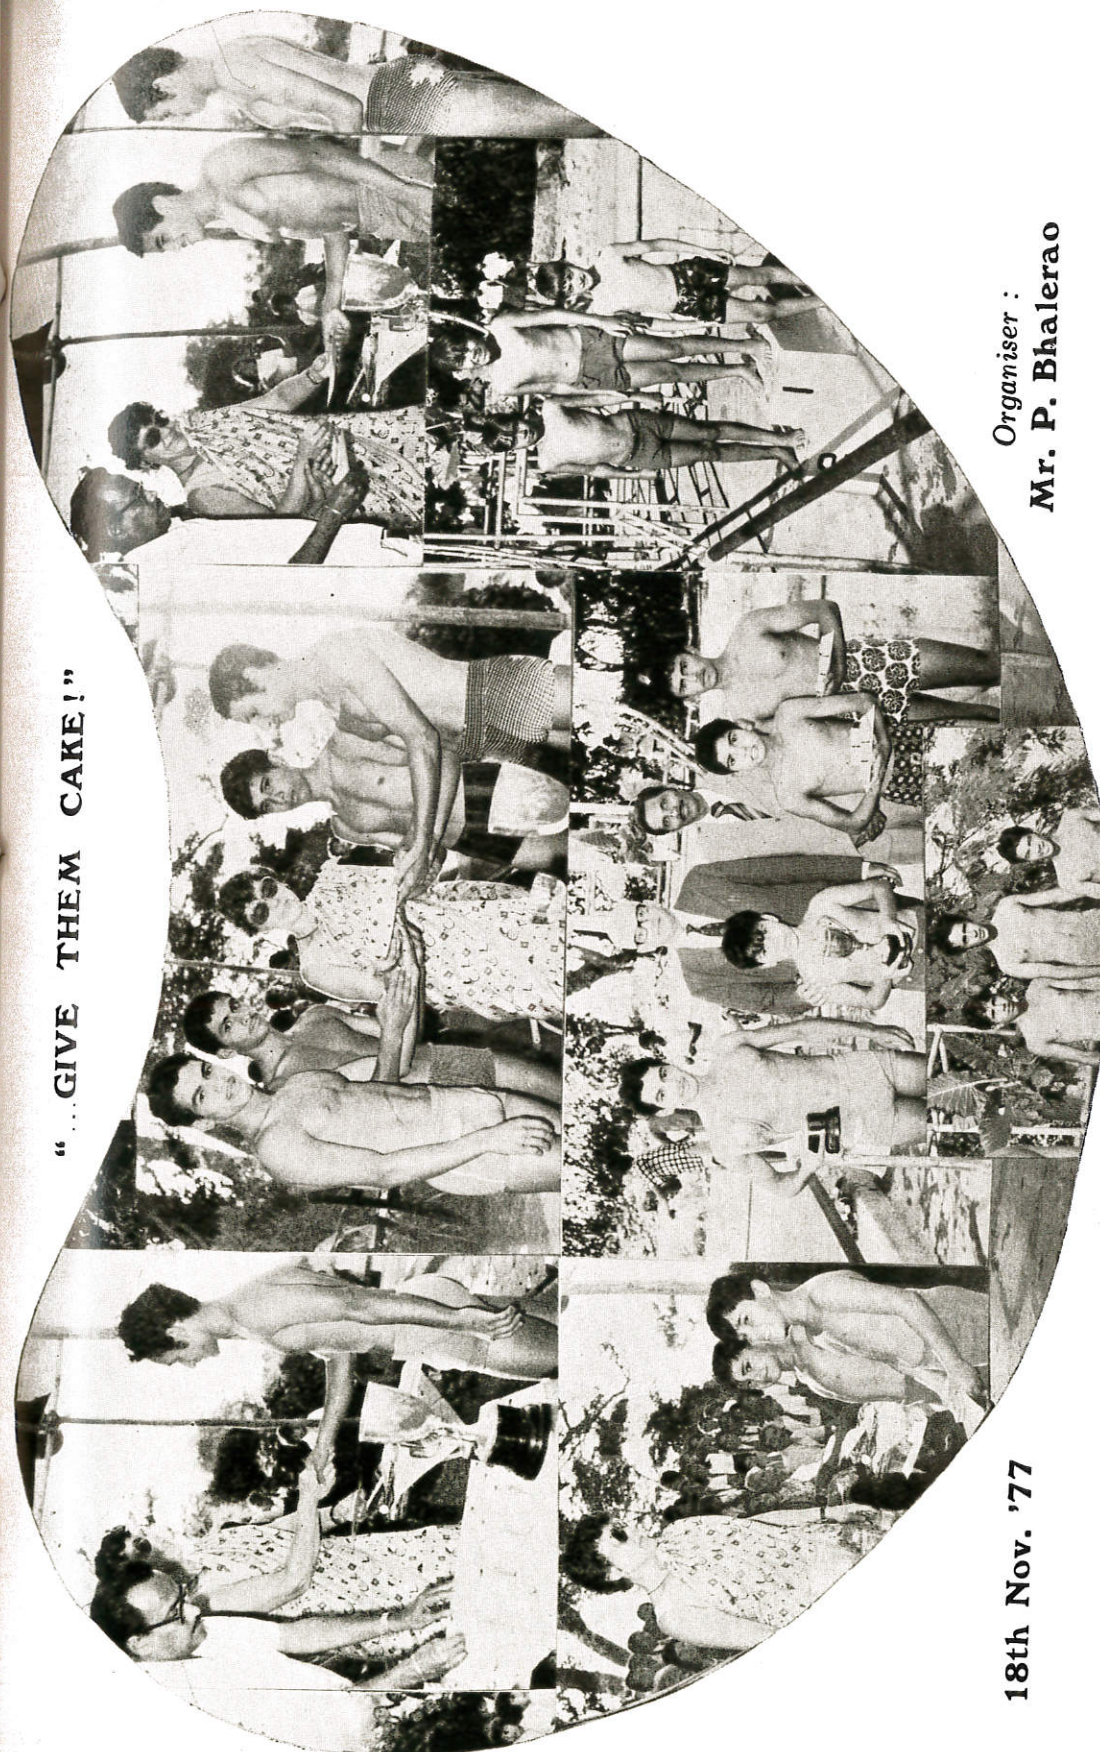 “...GIVE THEM CAKE!”
18th Nov. '77
Organiser :
Mr. P. Bhalerao